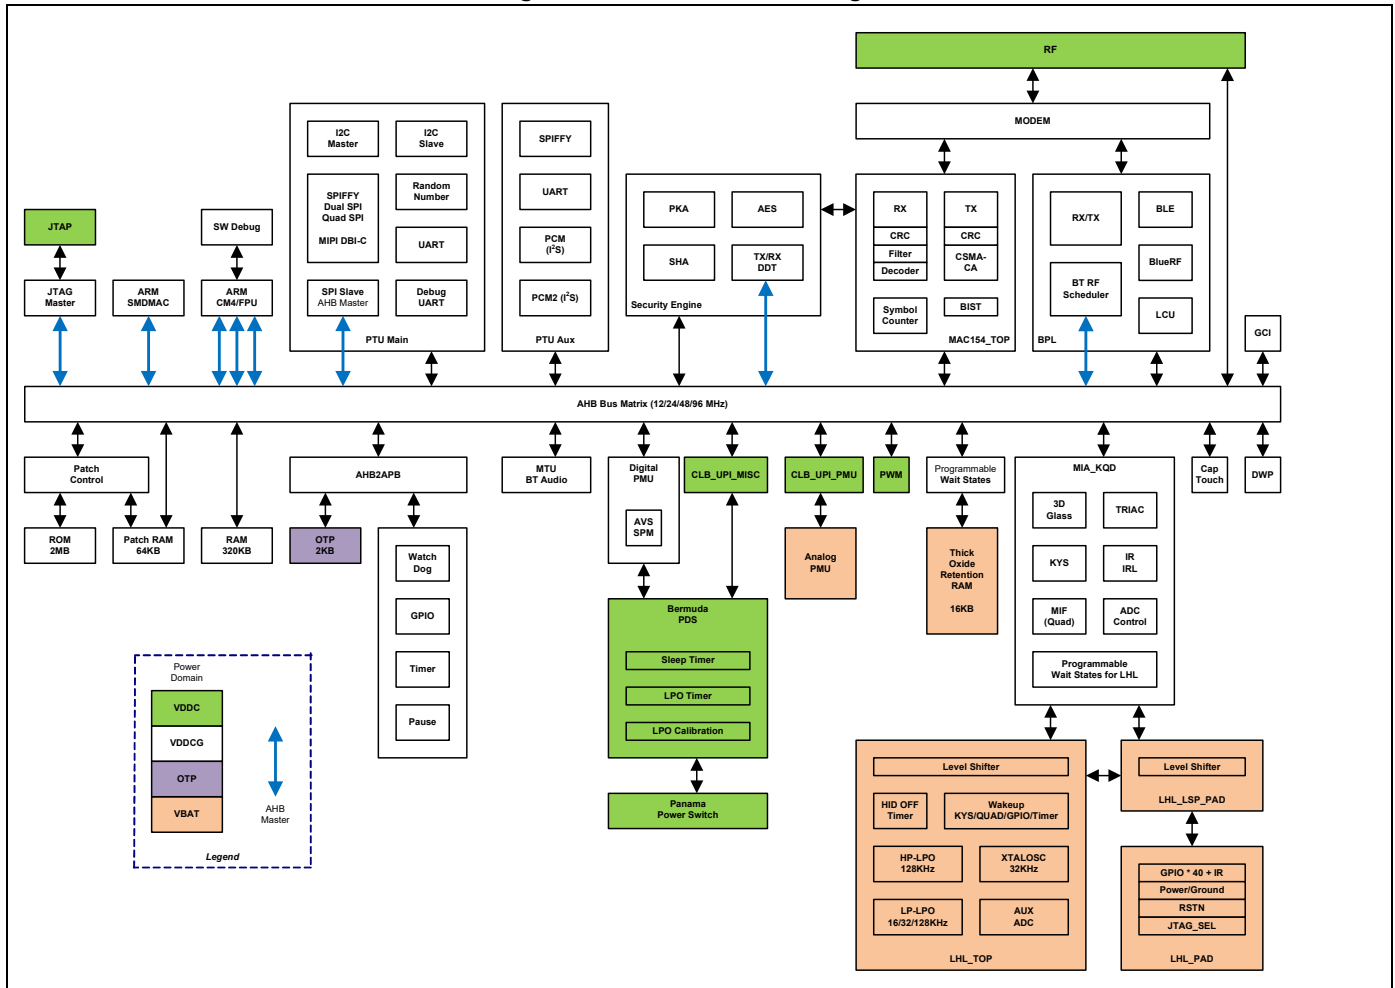 RF
MODEM
I2C
Master
I2C
Slave
SPIFFY
Dual SPI
Quad SPI
MIPI DBI-C
Random
Number
UART
SPI Slave
AHB Master
Debug
UART
PTU Main
SPIFFY
UART
PCM
(I²S)
PCM2 (I²S)
PTU Aux
PKA
AES
SHA
TX/RX
DDT
Security Engine
RX
CRC
Filter
Decoder
Symbol
Counter
TX
CRC
CSMA-
CA
BIST
MAC154_TOP
RX/TX
BLE
BlueRF
BT RF
Scheduler
LCU
BPL
JTAP
SW Debug
JTAG
Master
ARM
SMDMAC
ARM
CM4/FPU
GCI
AHB Bus Matrix (12/24/48/96 MHz)
Patch
Control
AHB2APB
MTU
BT Audio
Digital
PMU
AVS
SPM
CLB_UPI_MISC
CLB_UPI_PMU
PWM
Programmable
Wait States
MIA_KQD
3D
Glass
TRIAC
KYS
IR
IRL
MIF
(Quad)
ADC
Control
Programmable
Wait States for LHL
Cap
Touch
DWP
ROM
2MB
Patch RAM
64KB
RAM
320KB
OTP
2KB
Watch
Dog
GPIO
Timer
Pause
Analog
PMU
Thick
Oxide
Retention
RAM
16KB
Bermuda
PDS
Sleep Timer
LPO Timer
LPO Calibration
Panama
Power Switch
Power
Domain
VDDC
VDDCG
OTP
VBAT
AHB
Master
Legend
Level Shifter
HID OFF
Timer
Wakeup
KYS/QUAD/GPIO/Timer
HP-LPO
128KHz
XTALOSC
32KHz
LP-LPO
16/32/128KHz
AUX
ADC
LHL_TOP
Level Shifter
LHL_LSP_PAD
GPIO * 40 + IR
Power/Ground
RSTN
JTAG_SEL
LHL_PAD